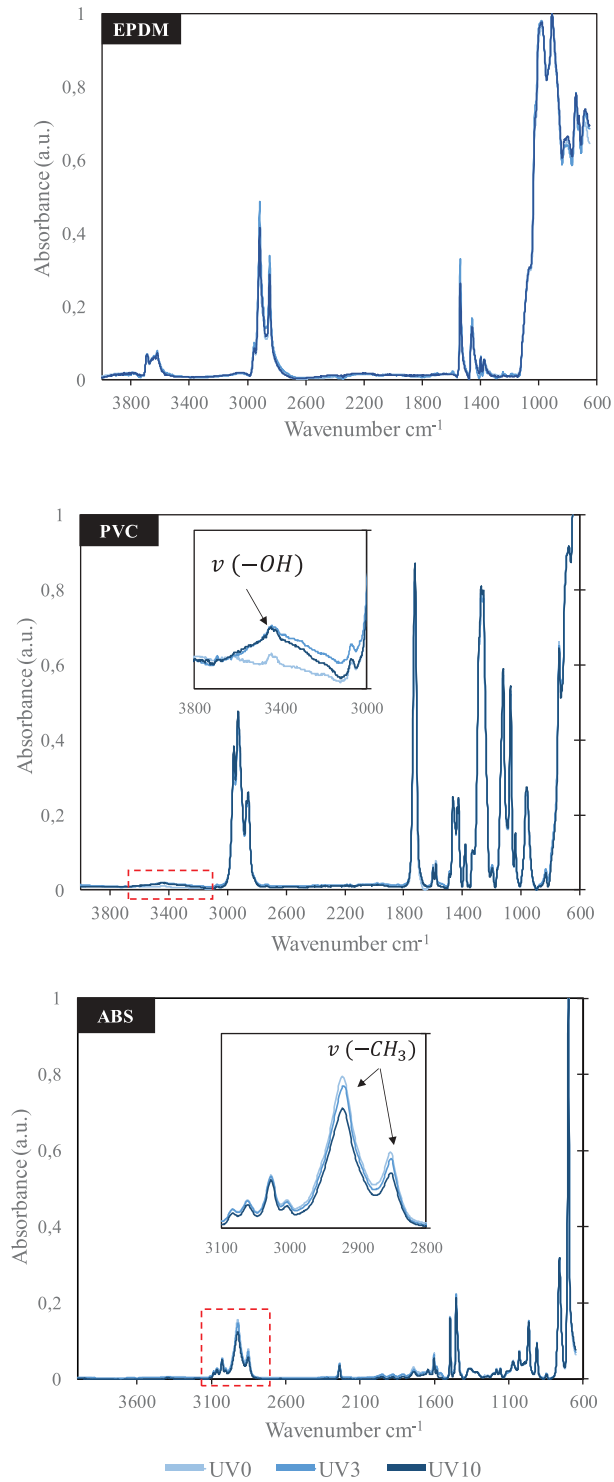 EPDM
1
0,8
0,6
0,4
0,2
0
Absorbance (a.u.)
3800 3400 3000 2600 2200 1800 1400 1000 600
Wavenumber cm-1
PVC
1
0,8
0,6
0,4
0,2
0
Absorbance (a.u.)
ν (−OH)
3800 3400 3000
3800 3400 3000 2600 2200 1800 1400 1000 600
Wavenumber cm-1
ABS
1
0,8
0,6
0,4
0,2
0
Absorbance (a.u.)
ν (−CH3)
3100 3000 2900 2800
3600 3100 2600 2100 1600 1100 600
Wavenumber cm-1
UV0 UV3 UV10